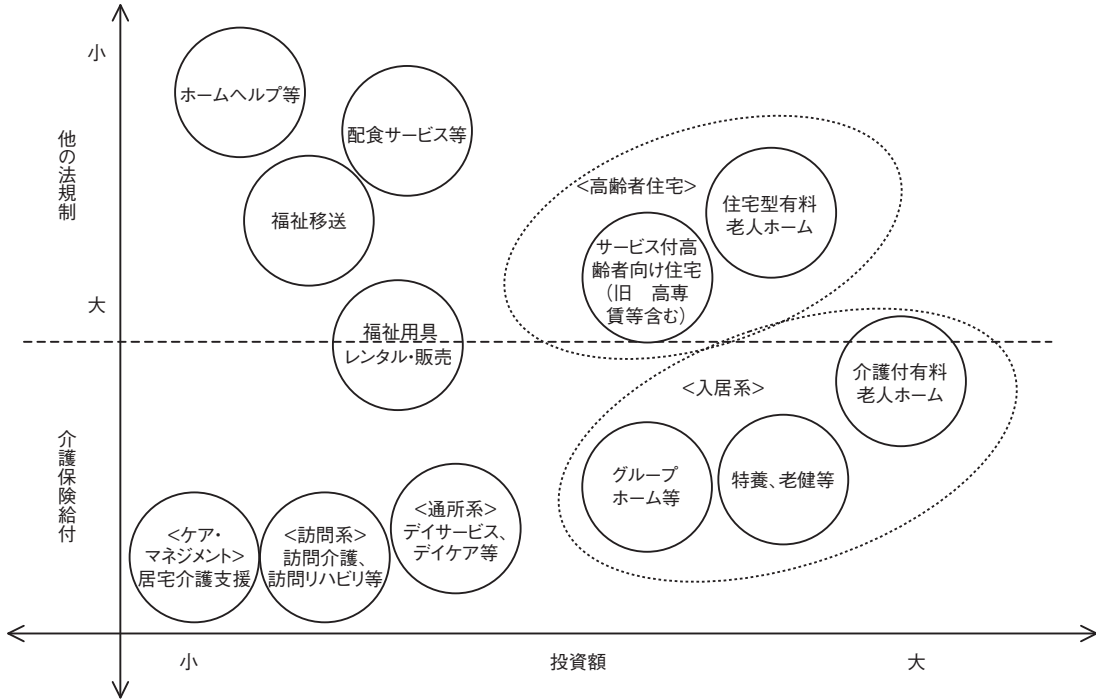 小
他の法規制
大
介護保険給付
ホームヘルプ等
配食サービス等
福祉移送
福祉用具
レンタル・販売
<高齢者住宅>
住宅型有料
老人ホーム
サービス付高
齢者向け住宅
（旧　高専
賃等含む）
<入居系>
介護付有料
老人ホーム
グループ
ホーム等
特養、老健等
<ケア・
マネジメント>
居宅介護支援
<訪問系>
訪問介護、
訪問リハビリ等
<通所系>
デイサービス、
デイケア等
小
投資額
大